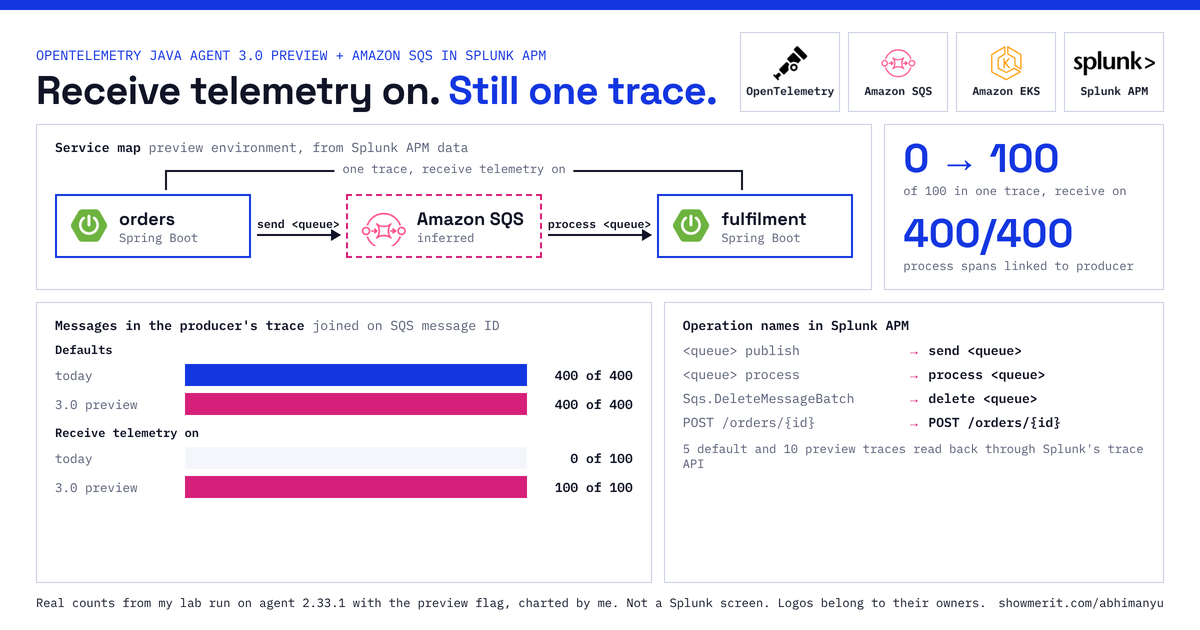 OPENTELEMETRY JAVA AGENT 3.0 PREVIEW + AMAZON SQS IN SPLUNK APM
Receive telemetry on. Still one trace.
OpenTelemetry
Amazon SQS
Amazon EKS
splunk>
Splunk APM
Service map preview environment, from Splunk APM data
one trace, receive telemetry on
orders
Spring Boot
send <queue>
Amazon SQS
inferred
process <queue>
fulfilment
Spring Boot
0 → 100
of 100 in one trace, receive on
400/400
process spans linked to producer
Messages in the producer's trace joined on SQS message ID
Defaults
today 400 of 400
3.0 preview 400 of 400
Receive telemetry on
today 0 of 100
3.0 preview 100 of 100
Operation names in Splunk APM
<queue> publish → send <queue>
<queue> process → process <queue>
Sqs.DeleteMessageBatch → delete <queue>
POST /orders/{id} → POST /orders/{id}
5 default and 10 preview traces read back through Splunk's trace
API
Real counts from my lab run on agent 2.33.1 with the preview flag, charted by me. Not a Splunk screen. Logos belong to their owners. showmerit.com/abhimanyu